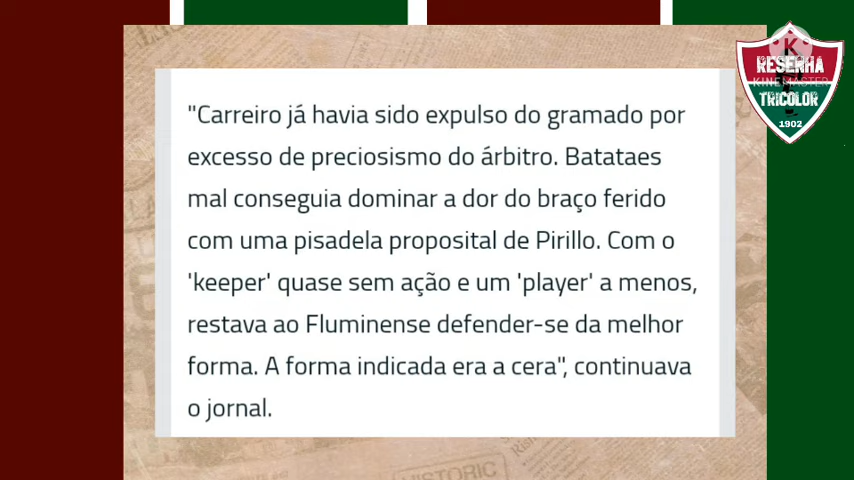 "Carreiro já havia sido expulso do gramado por
excesso de preciosismo do árbitro. Batataes
mal conseguia dominar a dor do braço ferido
com uma pisadela proposital de Pirillo. Com o
'keeper' quase sem ação e um 'player' a menos,
restava ao Fluminense defender-se da melhor
forma. A forma indicada era a cera", continuava
o jornal.
K
RESENHA
KINEMASTER
TRICOLOR
1902
HISTORIC